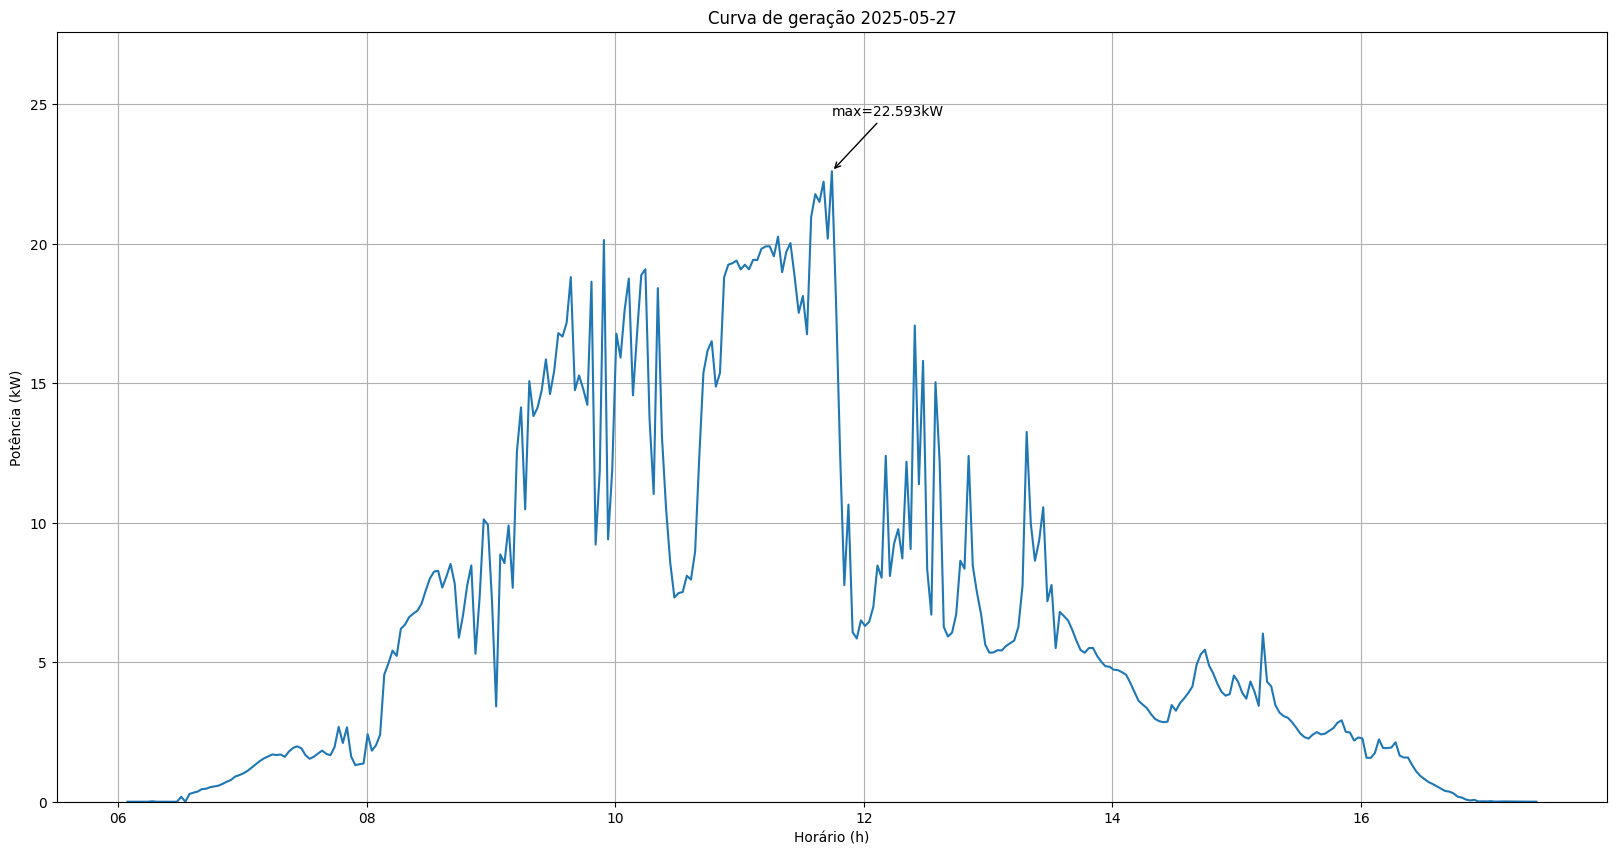 Curva de geração 2025-05-27
max=22.593kW
25
20
15
10
5
0
Potência (kW)
06 08 10 12 14 16
Horário (h)